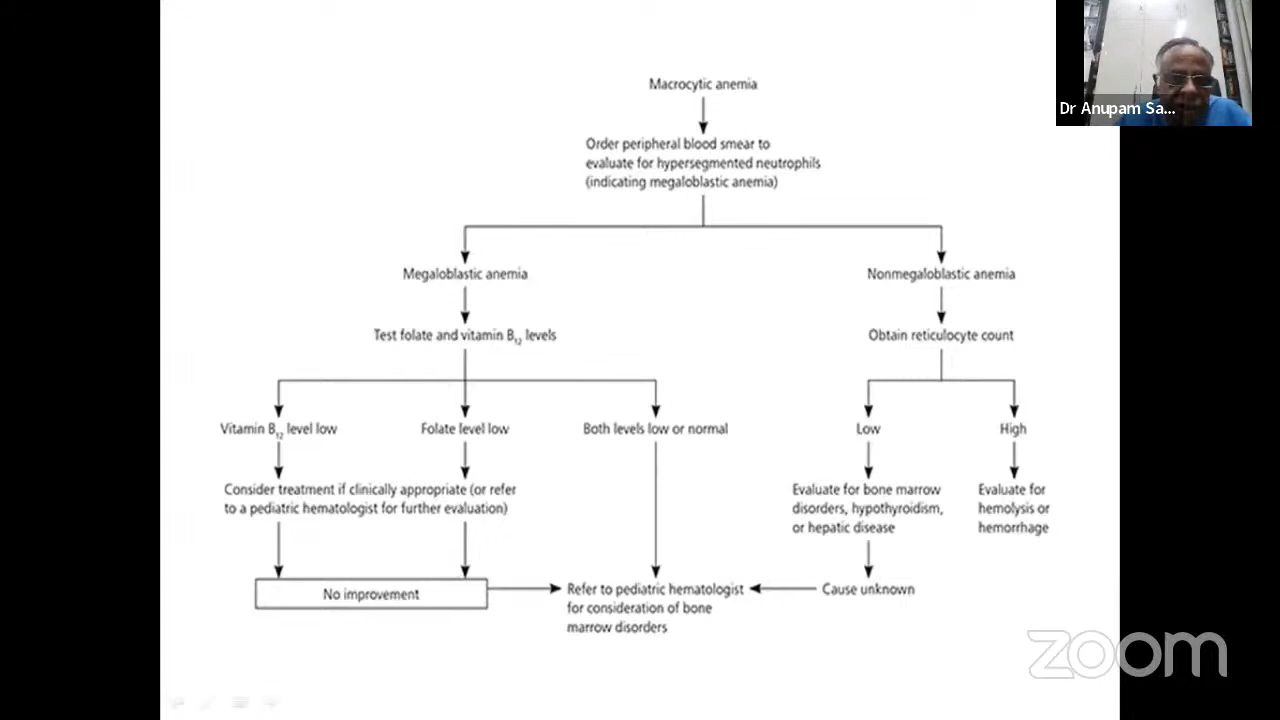 Macrocytic anemia
Order peripheral blood smear to
evaluate for hypersegmented neutrophils
(indicating megaloblastic anemia)
Megaloblastic anemia
Nonmegaloblastic anemia
Test folate and vitamin B12 levels
Obtain reticulocyte count
Vitamin B12 level low
Folate level low
Both levels low or normal
Low
High
Consider treatment if clinically appropriate (or refer
to a pediatric hematologist for further evaluation)
Evaluate for bone marrow
disorders, hypothyroidism,
or hepatic disease
Evaluate for
hemolysis or
hemorrhage
No improvement
Refer to pediatric hematologist
for consideration of bone
marrow disorders
Cause unknown
Dr Anupam Sa...
zoom